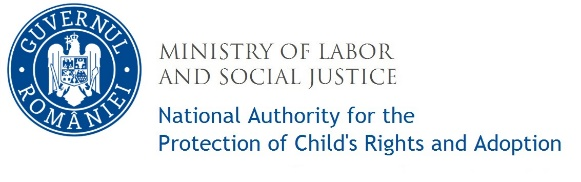 GUVERNUL
ROMÂNIEI
MINISTRY OF LABOR
AND SOCIAL JUSTICE
National Authority for the
Protection of Child's Rights and Adoption